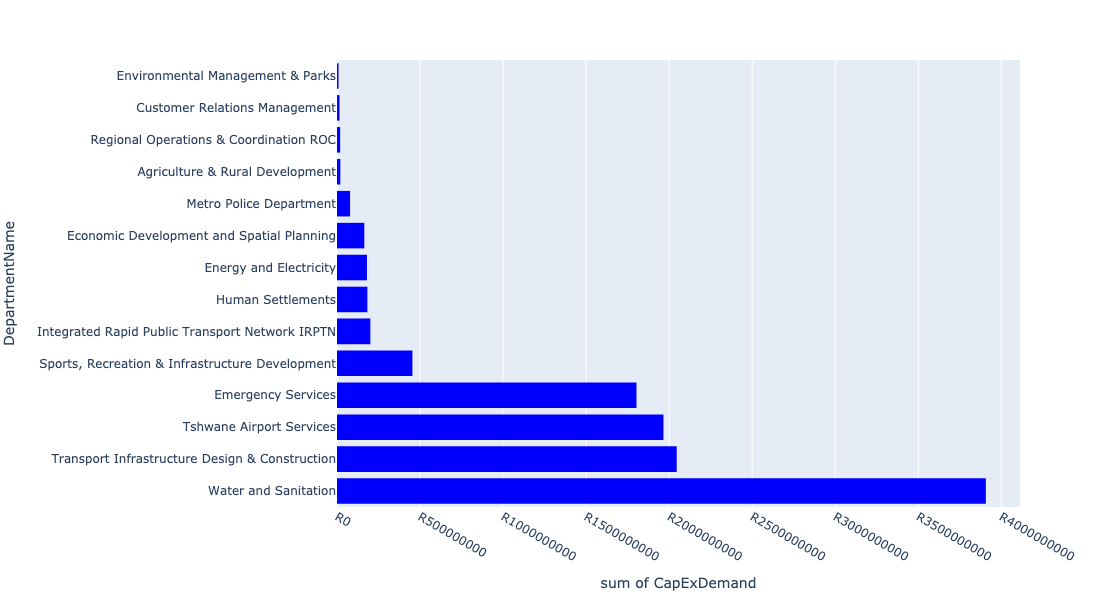 Environmental Management & Parks
Customer Relations Management
Regional Operations & Coordination ROC
Agriculture & Rural Development
Metro Police Department
Economic Development and Spatial Planning
Energy and Electricity
Human Settlements
Integrated Rapid Public Transport Network IRPTN
Sports, Recreation & Infrastructure Development
Emergency Services
Tshwane Airport Services
Transport Infrastructure Design & Construction
Water and Sanitation
DepartmentName
R0
R500000000
R1000000000
R1500000000
R2000000000
R2500000000
R3000000000
R3500000000
R4000000000
sum of CapExDemand